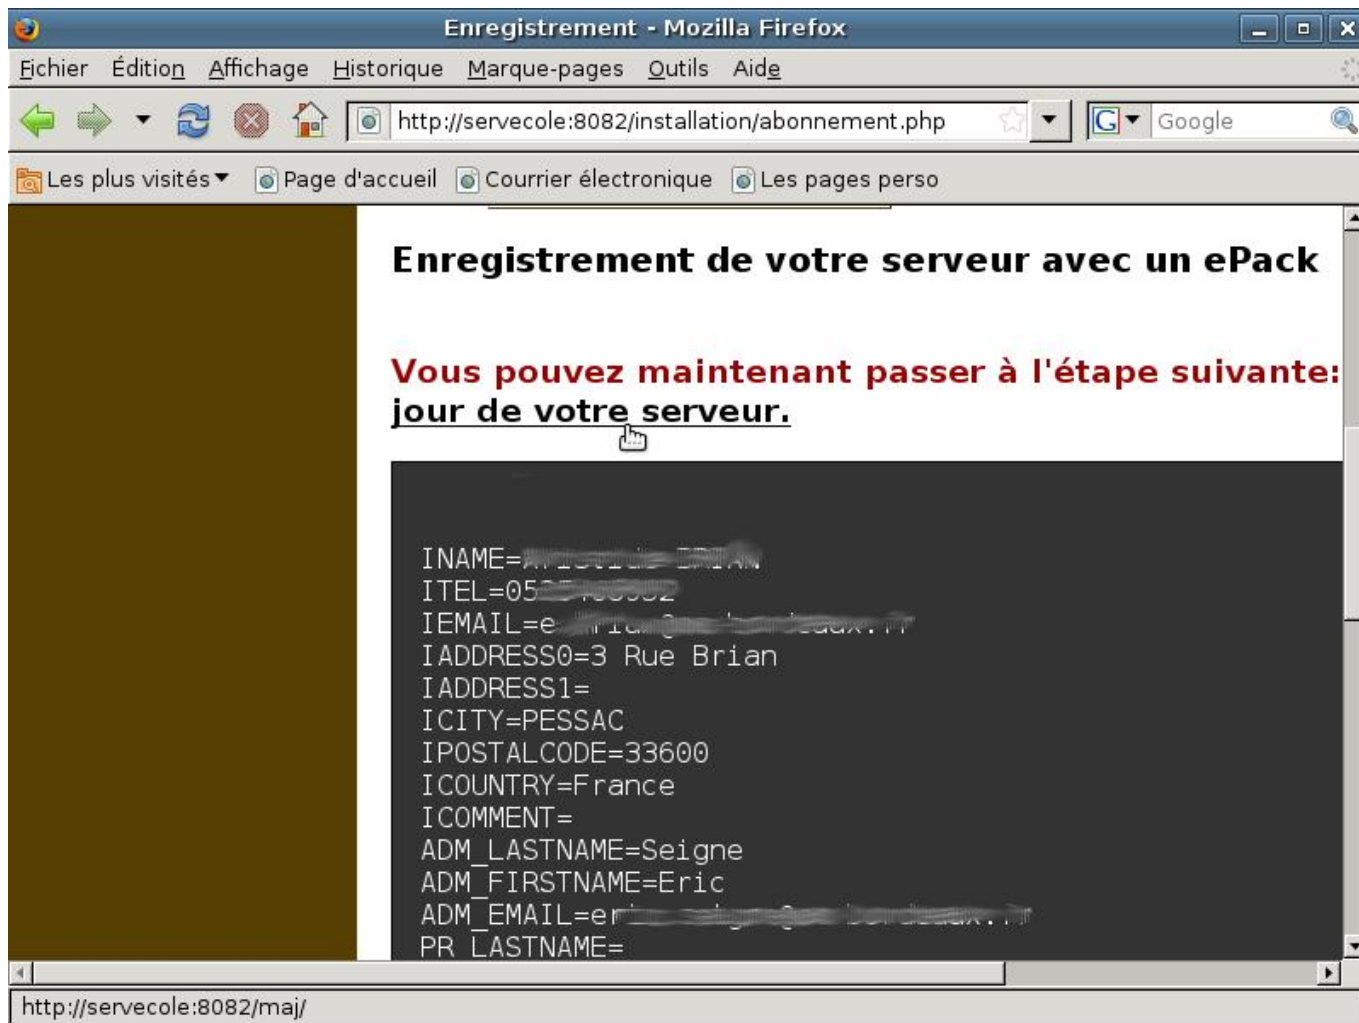 Enregistrement - Mozilla Firefox
Fichier Édition Affichage Historique Marque-pages Outils Aide
http://servecole:8082/installation/abonnement.php Google
Les plus visités Page d'accueil Courrier électronique Les pages perso
Enregistrement de votre serveur avec un ePack
Vous pouvez maintenant passer à l'étape suivante:
jour de votre serveur.
INAME=
ITEL=05
IEMAIL=e
IADDRESS0=3 Rue Brian
IADDRESS1=
ICITY=PESSAC
IPOSTALCODE=33600
ICOUNTRY=France
ICOMMENT=
ADM_LASTNAME=Seigne
ADM_FIRSTNAME=Eric
ADM_EMAIL=er
PR_LASTNAME=
http://servecole:8082/maj/